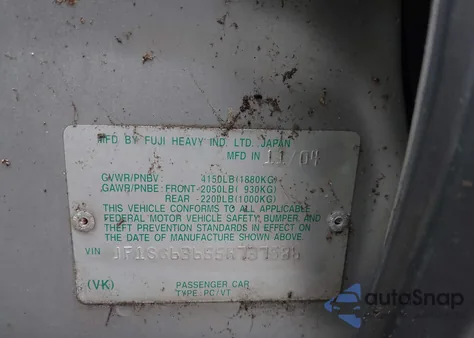 MFD BY FUJI HEAVY IND. LTD. JAPAN
MFD IN 11/04
GVWR/PNBV 4150LB(1880KG)
GAWR/PNBE: FRONT-2050LB( 930KG)
REAR -2200LB(1000KG)
THIS VEHICLE CONFORMS TO ALL APPLICABLE
FEDERAL MOTOR VEHICLE SAFETY, BUMPER, AND
THEFT PREVENTION STANDARDS IN EFFECT ON
THE DATE OF MANUFACTURE SHOWN ABOVE.
VIN
(VK) PASSENGER CAR
TYPE: PC/VT
autoSnap